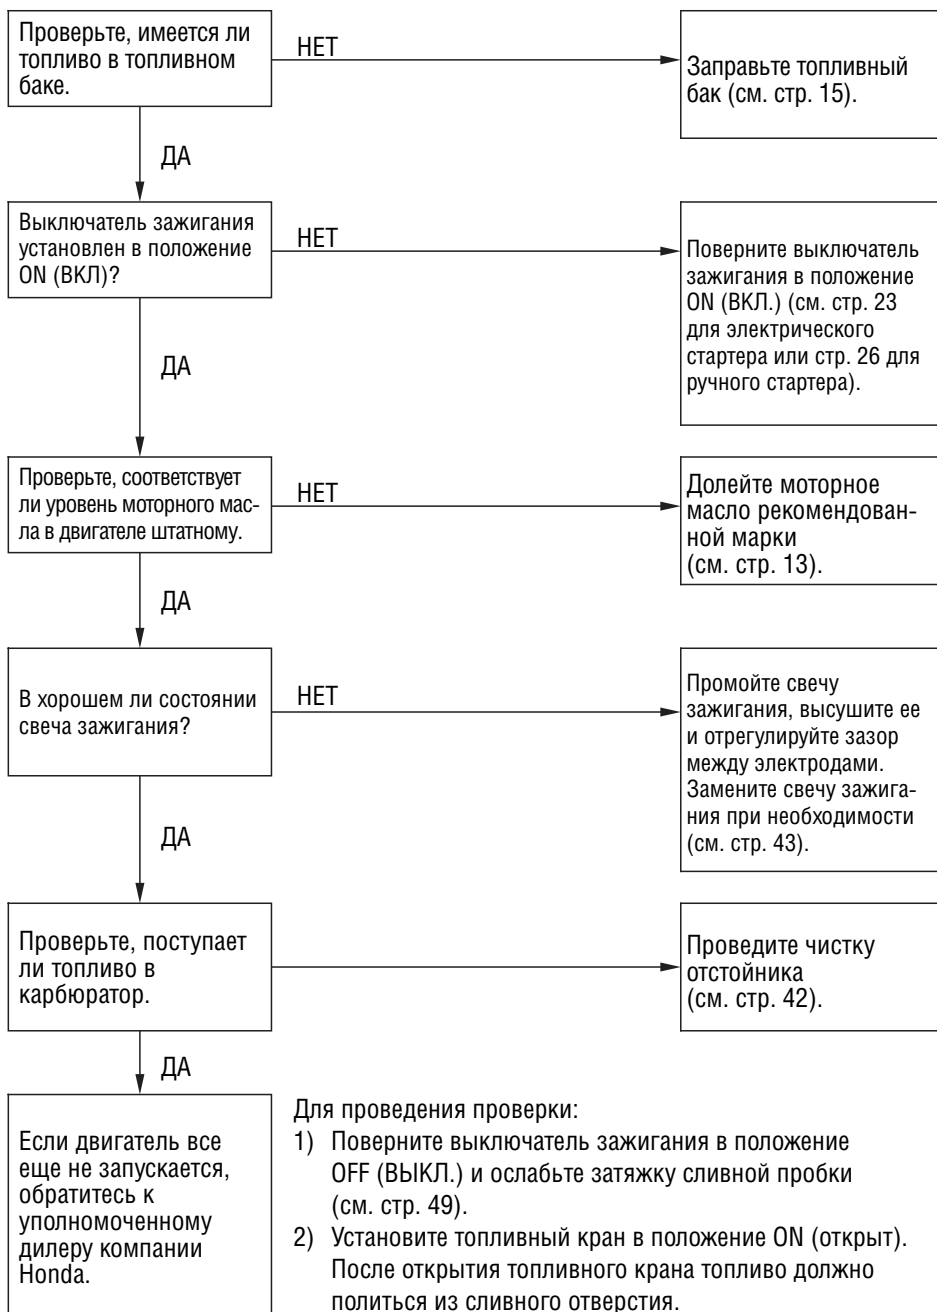 Проверьте, имеется ли
топливо в топливном
баке.
НЕТ
Заправьте топливный
бак (см. стр. 15).
ДА
Выключатель зажигания
установлен в положение
ON (ВКЛ)?
НЕТ
Поверните выключатель
зажигания в положение
ON (ВКЛ.) (см. стр. 23
для электрического
стартера или стр. 26 для
ручного стартера).
ДА
Проверьте, соответствует
ли уровень моторного мас-
ла в двигателе штатному.
НЕТ
Долейте моторное
масло рекомендован-
ной марки
(см. стр. 13).
ДА
В хорошем ли состоянии
свеча зажигания?
НЕТ
Промойте свечу
зажигания, высушите ее
и отрегулируйте зазор
между электродами.
Замените свечу зажига-
ния при необходимости
(см. стр. 43).
ДА
Проверьте, поступает
ли топливо в
карбюратор.
Проведите чистку
отстойника
(см. стр. 42).
ДА
Если двигатель все
еще не запускается,
обратитесь к
уполномоченному
дилеру компании
Honda.
Для проведения проверки:
1) Поверните выключатель зажигания в положение
OFF (ВЫКЛ.) и ослабьте затяжку сливной пробки
(см. стр. 49).
2) Установите топливный кран в положение ON (открыт).
После открытия топливного крана топливо должно
политься из сливного отверстия.